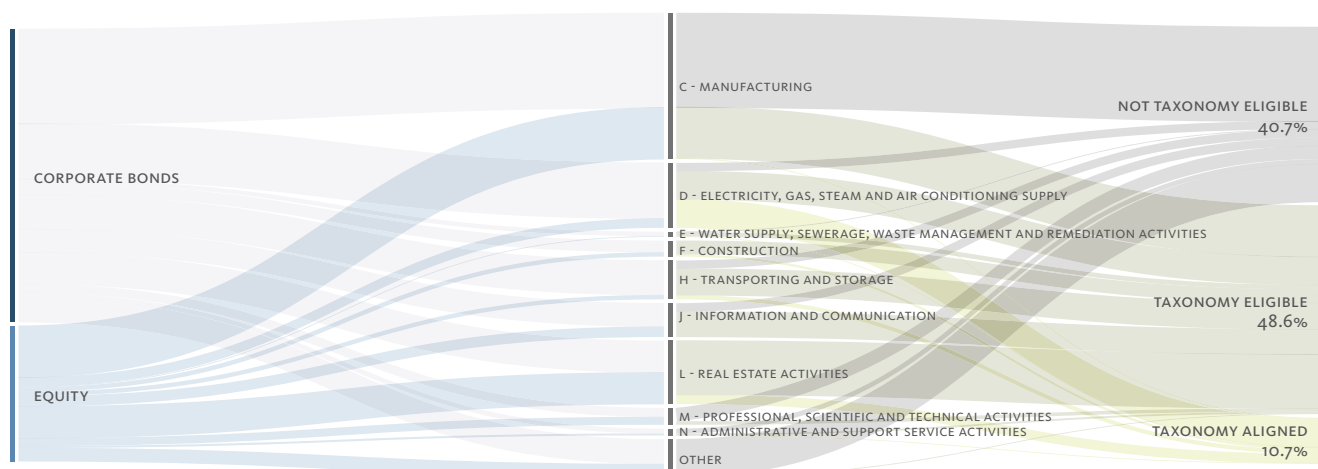 CORPORATE BONDS
EQUITY
C - MANUFACTURING
D - ELECTRICITY, GAS, STEAM AND AIR CONDITIONING SUPPLY
E - WATER SUPPLY; SEWERAGE; WASTE MANAGEMENT AND REMEDIATION ACTIVITIES
F - CONSTRUCTION
H - TRANSPORTING AND STORAGE
J - INFORMATION AND COMMUNICATION
L - REAL ESTATE ACTIVITIES
M - PROFESSIONAL, SCIENTIFIC AND TECHNICAL ACTIVITIES
N - ADMINISTRATIVE AND SUPPORT SERVICE ACTIVITIES
OTHER
NOT TAXONOMY ELIGIBLE
40.7%
TAXONOMY ELIGIBLE
48.6%
TAXONOMY ALIGNED
10.7%